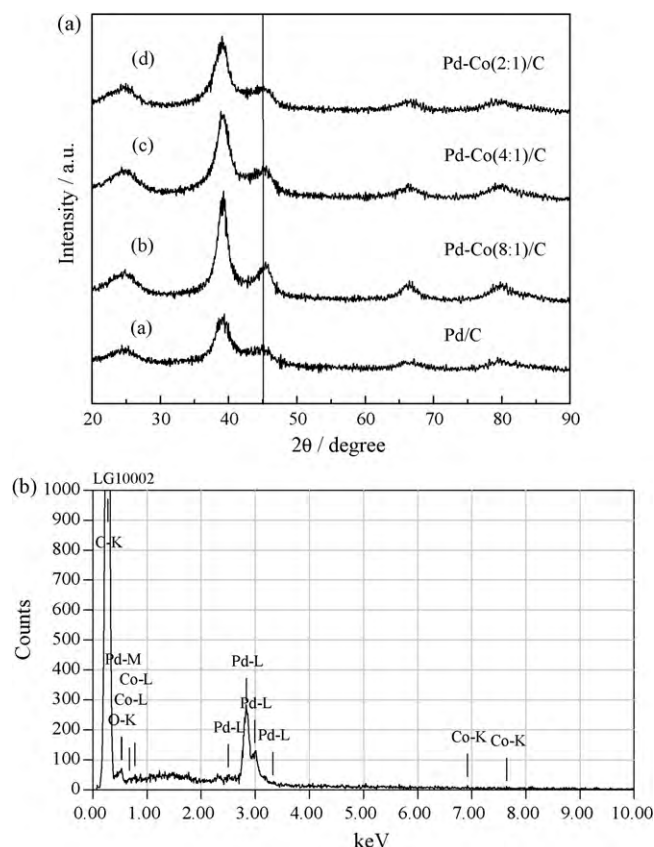 (a)
(d)
Pd-Co(2:1)/C
(c)
Pd-Co(4:1)/C
(b)
Pd-Co(8:1)/C
(a)
Pd/C
Intensity / a.u.
20 30 40 50 60 70 80 90
2θ / degree
(b)
LG10002
1000
900
800
700
600
500
400
300
200
100
0
Counts
C-K
Pd-M
Co-L
Co-L
O-K
Pd-L
Pd-L
Pd-L
Pd-L
Co-K
Co-K
0.00 1.00 2.00 3.00 4.00 5.00 6.00 7.00 8.00 9.00 10.00
keV